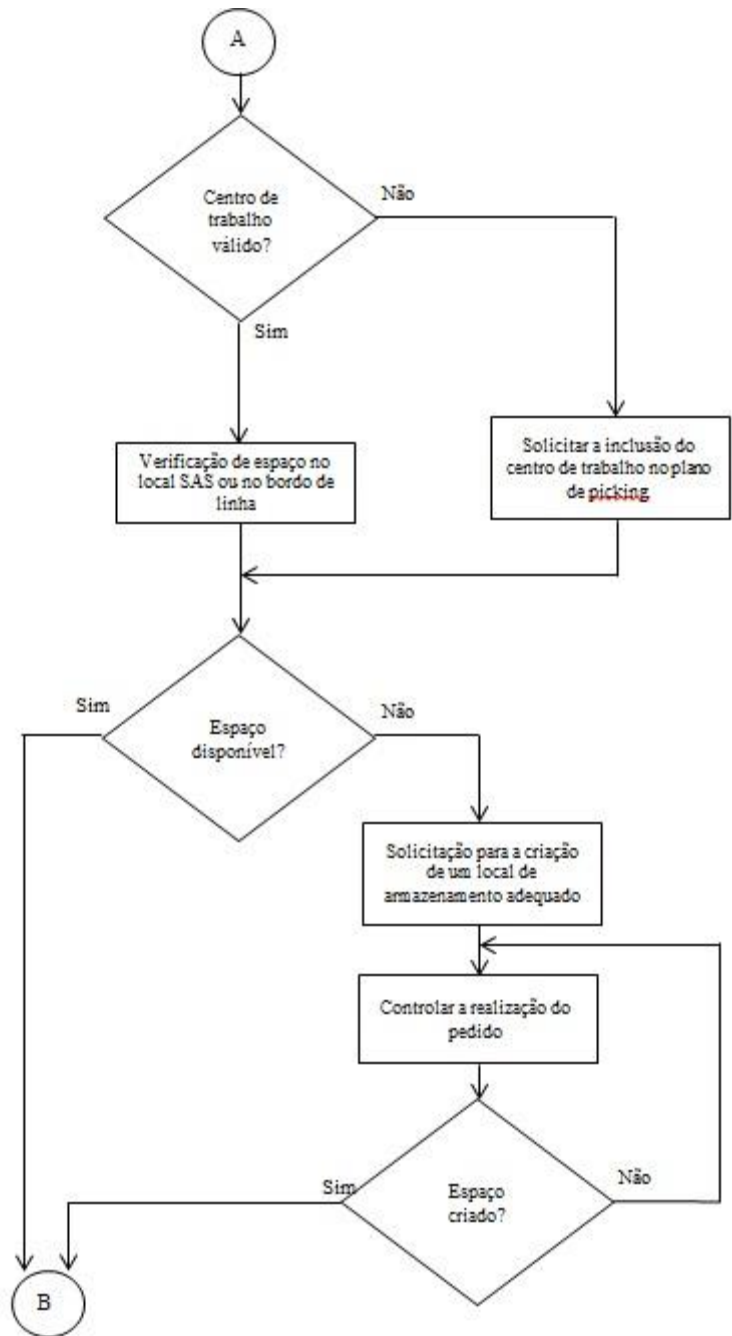 A
Centro de
trabalho
válido?
Não
Sim
Verificação de espaço no
local SAS ou no bordo de
linha
Solicitar a inclusão do
centro de trabalho no plano
de picking
Sim
Espaço
disponível?
Não
Solicitação para a criação
de um local de
armazenamento adequado
Controlar a realização do
pedido
Sim
Espaço
criado?
Não
B